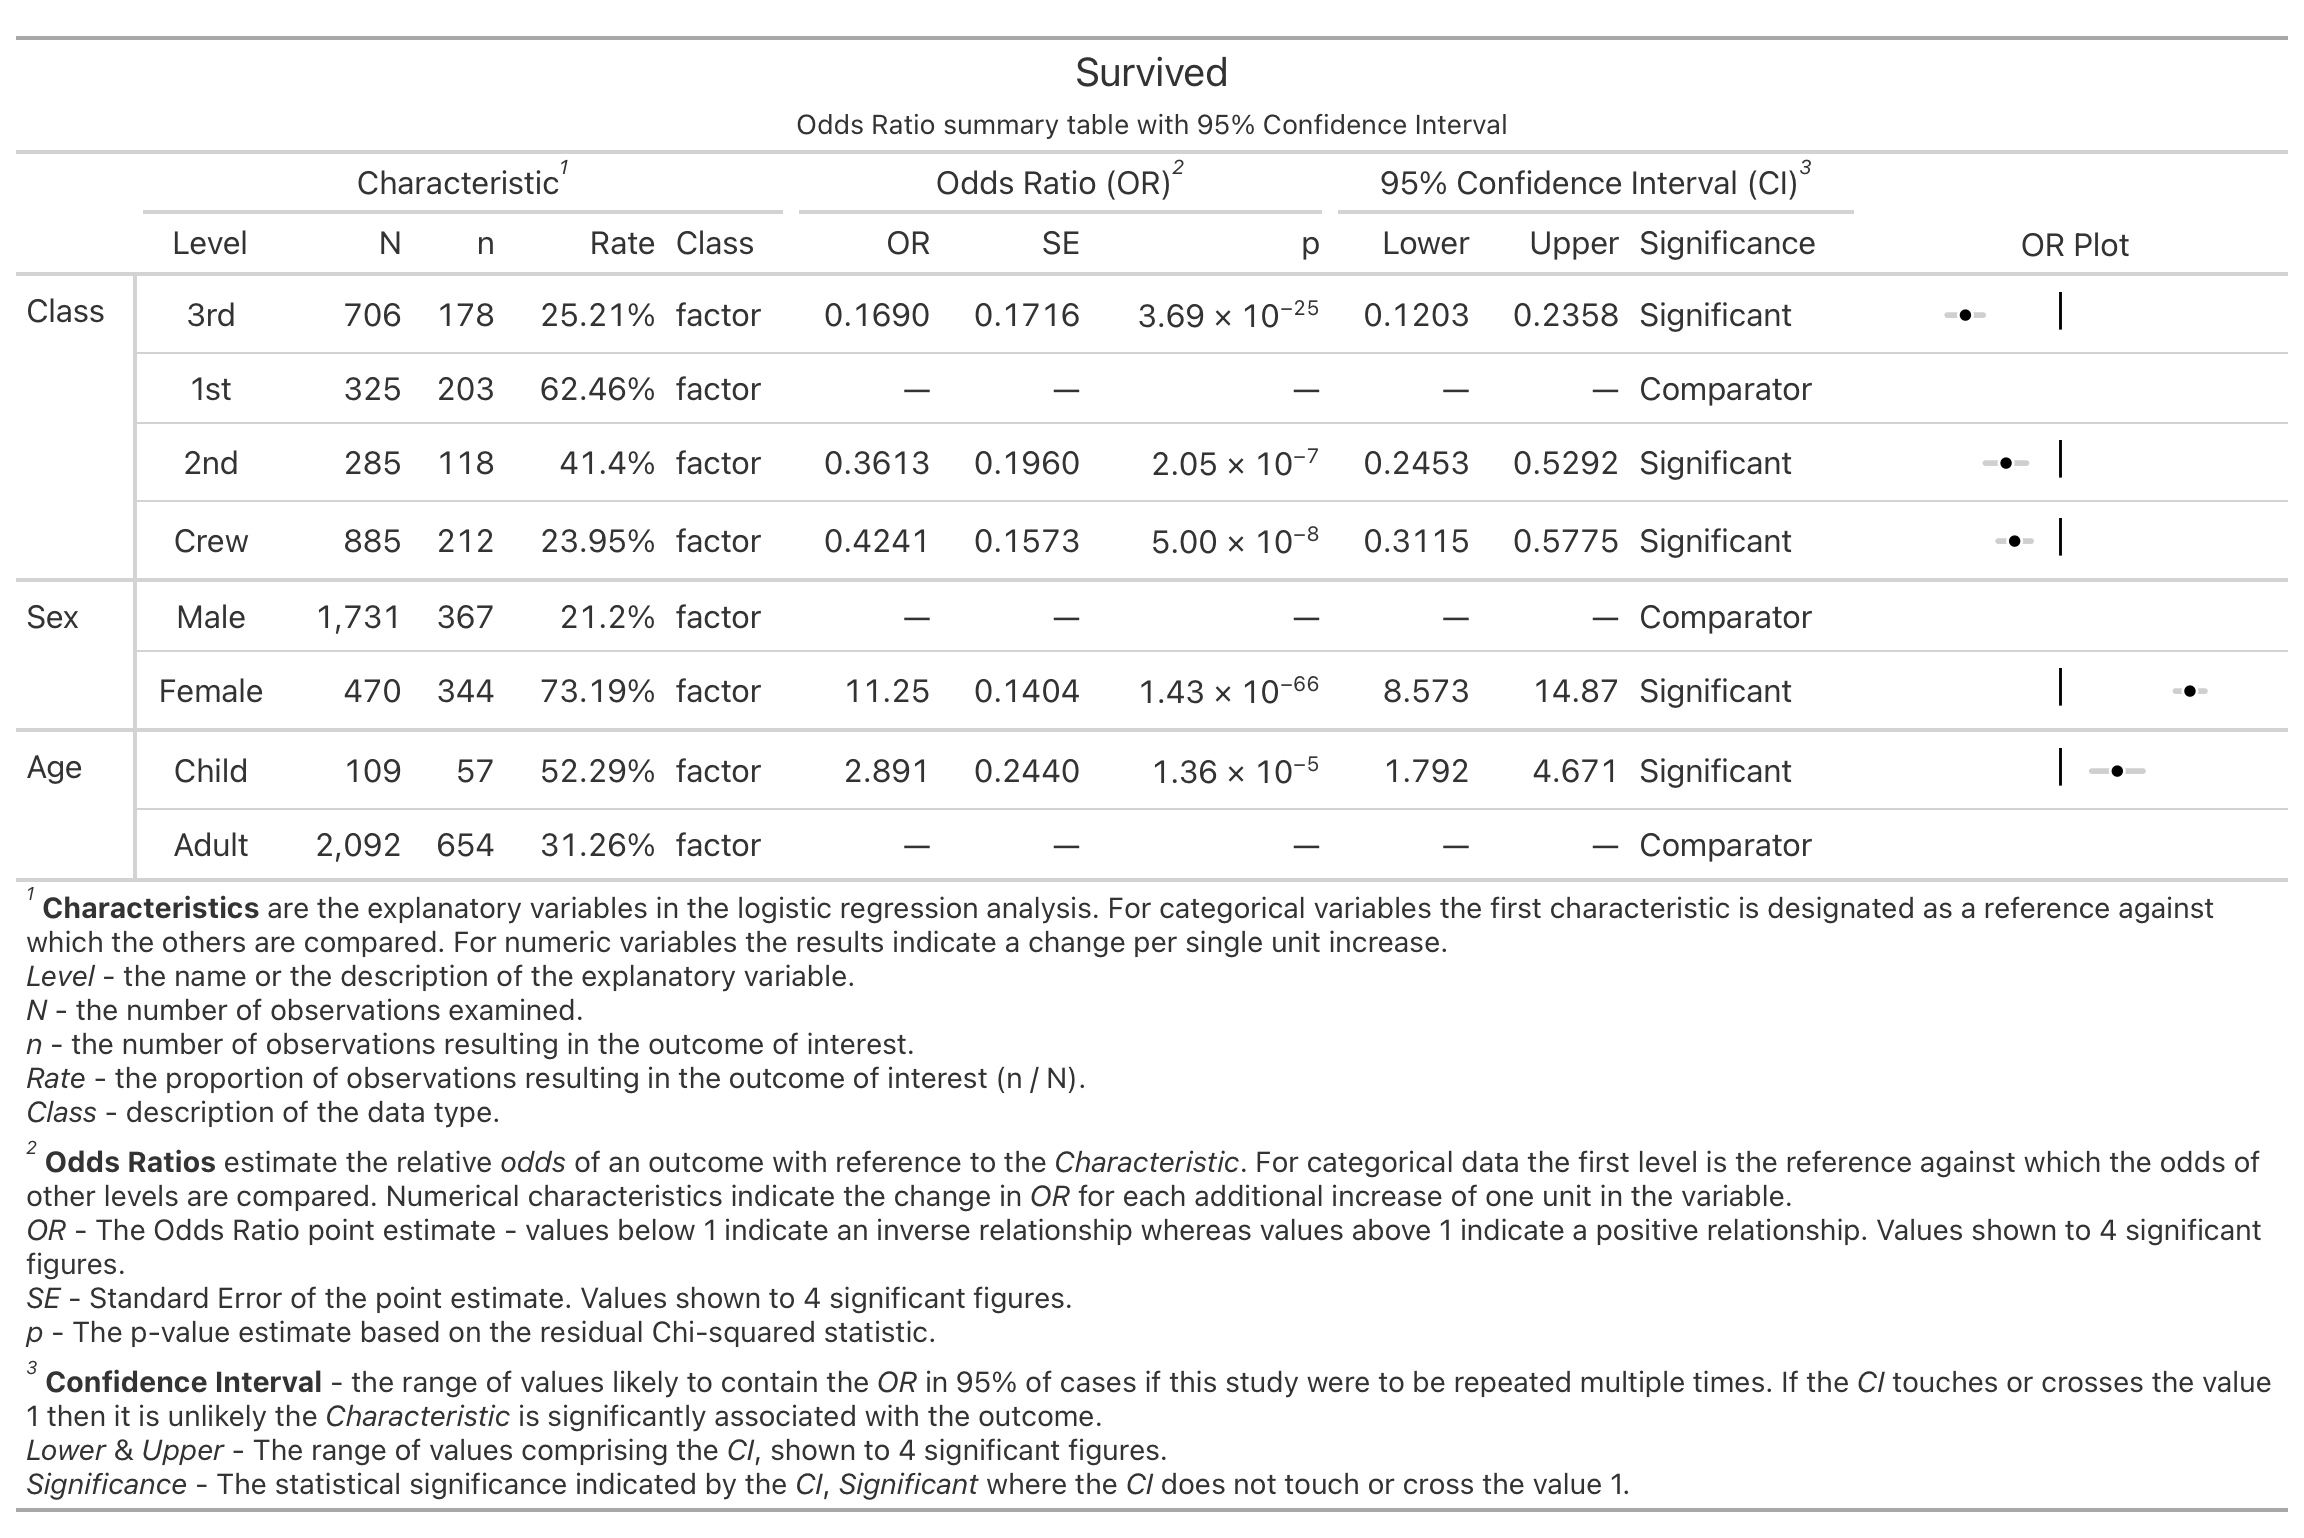 Survived
Odds Ratio summary table with 95% Confidence Interval
Characteristic1 Odds Ratio (OR)2 95% Confidence Interval (CI)3
Level N n Rate Class OR SE p Lower Upper Significance OR Plot
Class 3rd 706 178 25.21% factor 0.1690 0.1716 3.69 × 10−25 0.1203 0.2358 Significant
1st 325 203 62.46% factor — — — — — Comparator
2nd 285 118 41.4% factor 0.3613 0.1960 2.05 × 10−7 0.2453 0.5292 Significant
Crew 885 212 23.95% factor 0.4241 0.1573 5.00 × 10−8 0.3115 0.5775 Significant
Sex Male 1,731 367 21.2% factor — — — — — Comparator
Female 470 344 73.19% factor 11.25 0.1404 1.43 × 10−66 8.573 14.87 Significant
Age Child 109 57 52.29% factor 2.891 0.2440 1.36 × 10−5 1.792 4.671 Significant
Adult 2,092 654 31.26% factor — — — — — Comparator
1 Characteristics are the explanatory variables in the logistic regression analysis. For categorical variables the first characteristic is designated as a reference against
which the others are compared. For numeric variables the results indicate a change per single unit increase.
Level - the name or the description of the explanatory variable.
N - the number of observations examined.
n - the number of observations resulting in the outcome of interest.
Rate - the proportion of observations resulting in the outcome of interest (n / N).
Class - description of the data type.
2 Odds Ratios estimate the relative odds of an outcome with reference to the Characteristic. For categorical data the first level is the reference against which the odds of
other levels are compared. Numerical characteristics indicate the change in OR for each additional increase of one unit in the variable.
OR - The Odds Ratio point estimate - values below 1 indicate an inverse relationship whereas values above 1 indicate a positive relationship. Values shown to 4 significant
figures.
SE - Standard Error of the point estimate. Values shown to 4 significant figures.
p - The p-value estimate based on the residual Chi-squared statistic.
3 Confidence Interval - the range of values likely to contain the OR in 95% of cases if this study were to be repeated multiple times. If the CI touches or crosses the value
1 then it is unlikely the Characteristic is significantly associated with the outcome.
Lower & Upper - The range of values comprising the CI, shown to 4 significant figures.
Significance - The statistical significance indicated by the CI, Significant where the CI does not touch or cross the value 1.